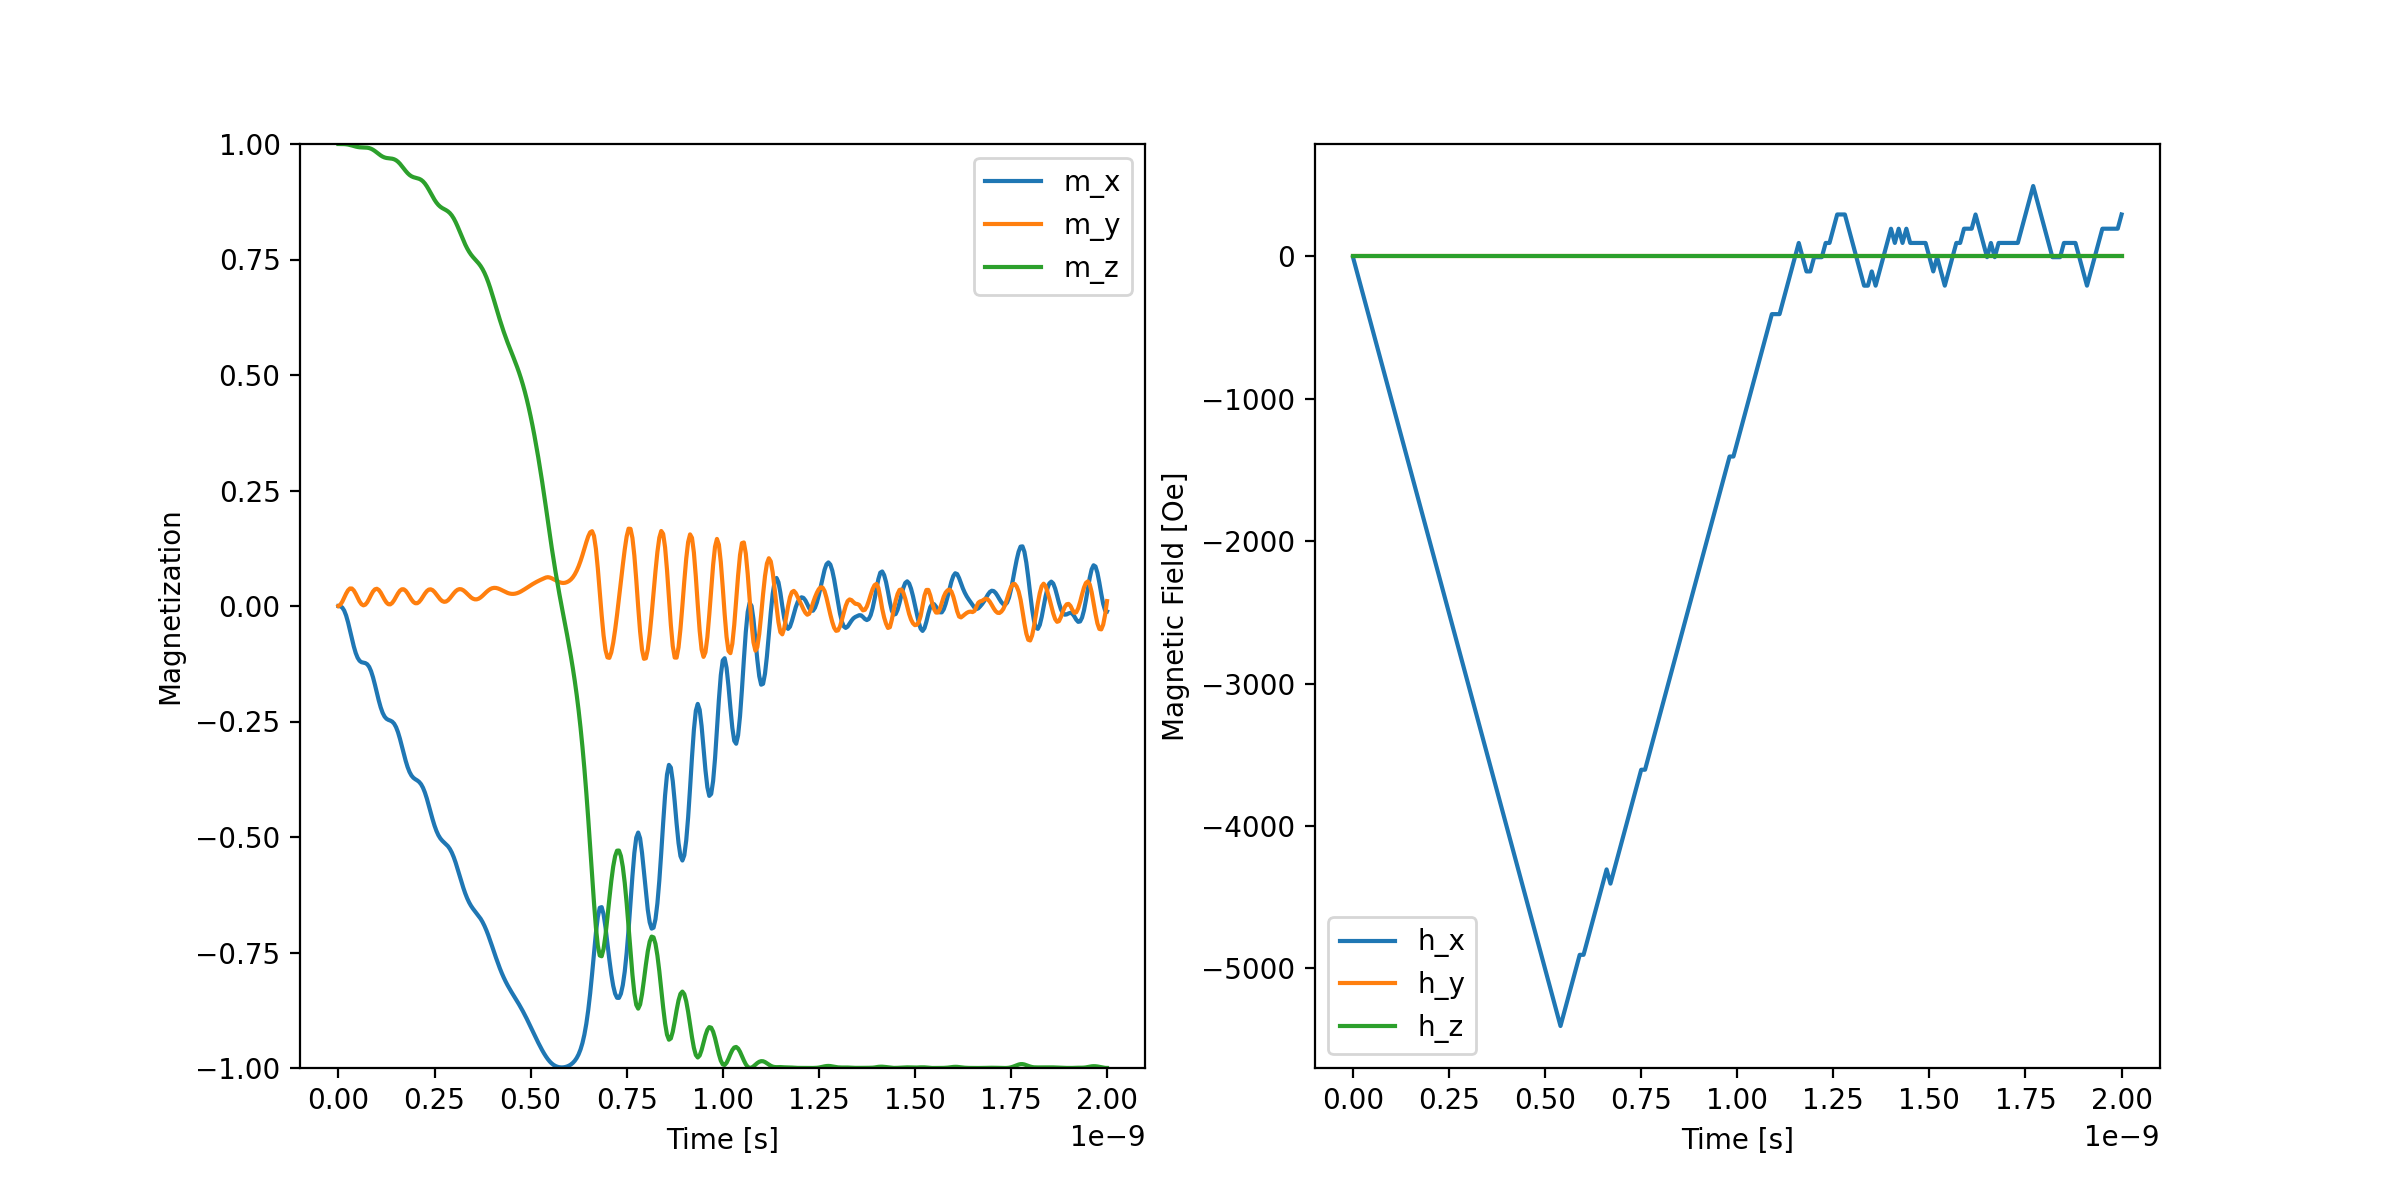 1.00
0.75
0.50
0.25
0.00
−0.25
−0.50
−0.75
−1.00
Magnetization
m_x
m_y
m_z
0.00 0.25 0.50 0.75 1.00 1.25 1.50 1.75 2.00
Time [s]
1e−9
0
−1000
−2000
−3000
−4000
−5000
Magnetic Field [Oe]
h_x
h_y
h_z
0.00 0.25 0.50 0.75 1.00 1.25 1.50 1.75 2.00
Time [s]
1e−9